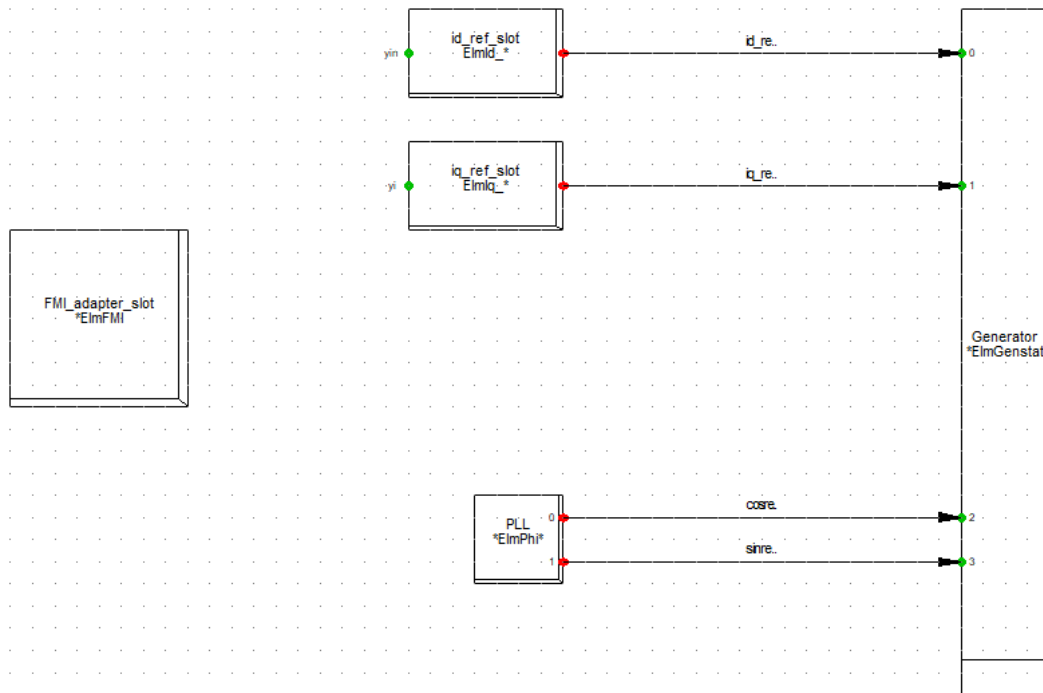 id_ref_slot
ElmId_*
yin
id_re..
0
iq_ref_slot
ElmIq_*
yi
iq_re..
1
FMI_adapter_slot
*ElmFMI
Generator
*ElmGenstat
PLL
*ElmPhi*
0
cosre..
2
1
sinre..
3